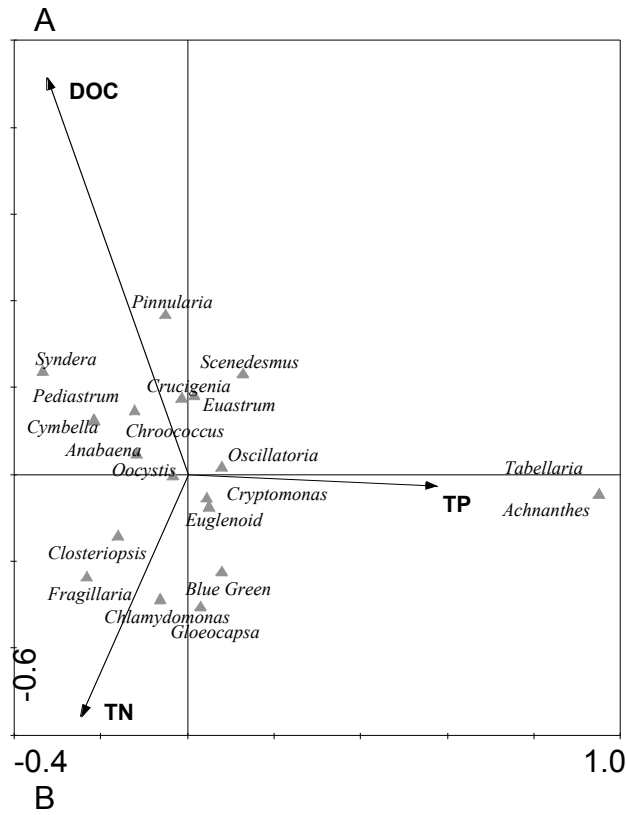 A
DOC
Pinnularia
Syndera
Scenedesmus
Crucigenia
Pediastrum
Euastrum
Cymbella
Chroococcus
Anabaena
Oscillatoria
Oocystis
Tabellaria
Cryptomonas
TP
Achnanthes
Euglenoid
Closteriopsis
Blue Green
Fragillaria
Chlamydomonas
Gloeocapsa
-0.6
TN
-0.4
1.0
B